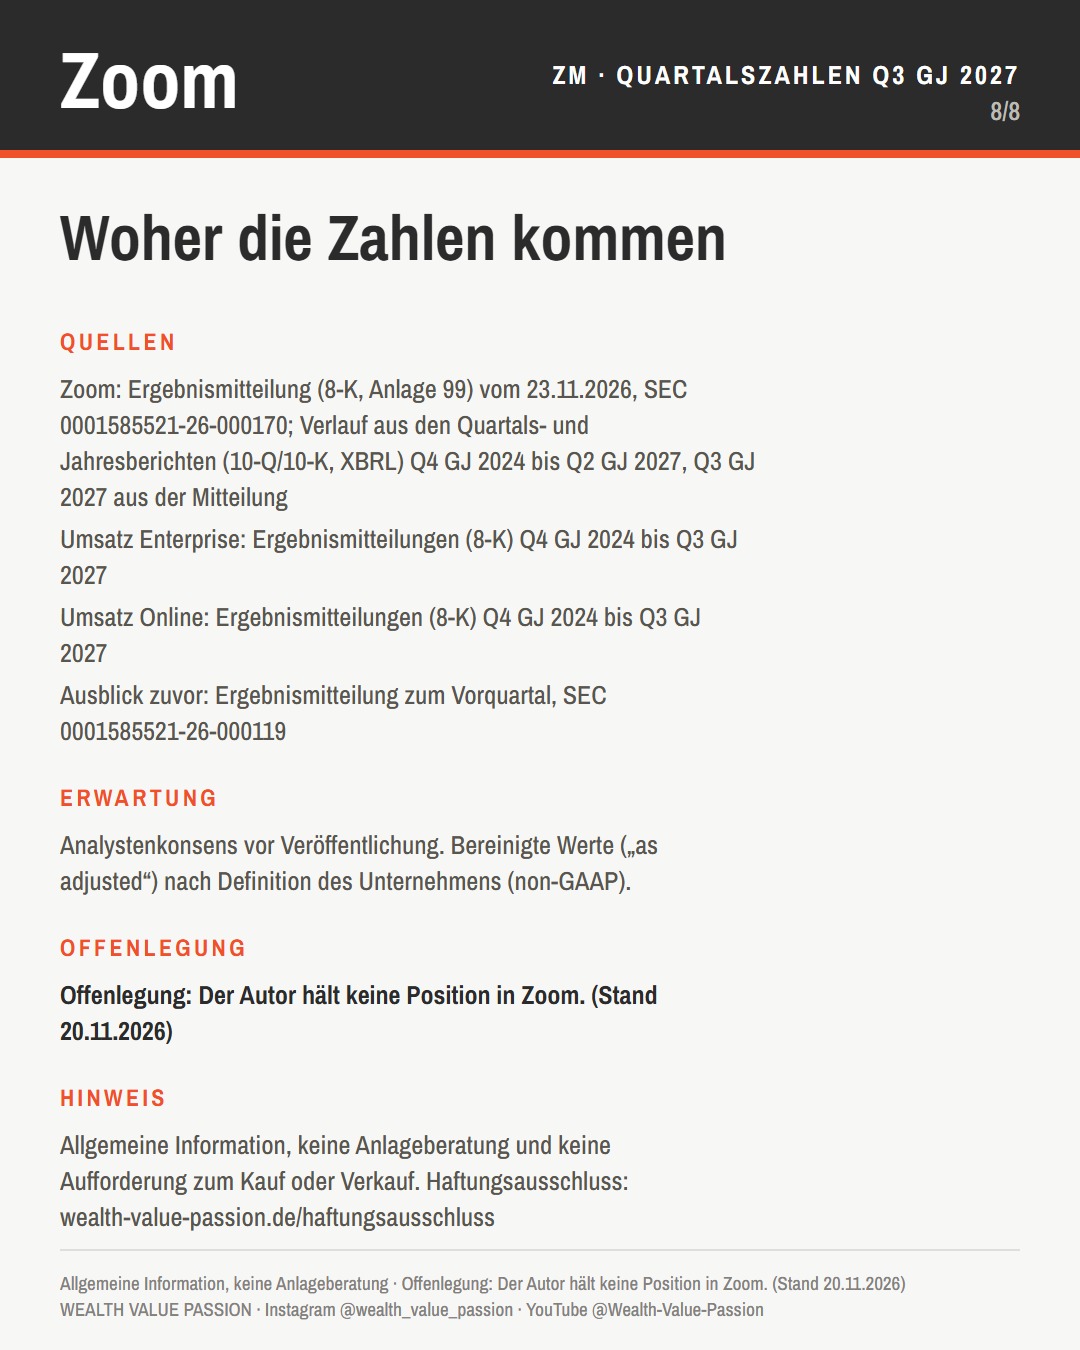 Zoom
ZM · QUARTALSZAHLEN Q3 GJ 2027
8/8
Woher die Zahlen kommen
QUELLEN
Zoom: Ergebnismitteilung (8-K, Anlage 99) vom 23.11.2026, SEC
0001585521-26-000170; Verlauf aus den Quartals- und
Jahresberichten (10-Q/10-K, XBRL) Q4 GJ 2024 bis Q2 GJ 2027, Q3 GJ
2027 aus der Mitteilung
Umsatz Enterprise: Ergebnismitteilungen (8-K) Q4 GJ 2024 bis Q3 GJ
2027
Umsatz Online: Ergebnismitteilungen (8-K) Q4 GJ 2024 bis Q3 GJ
2027
Ausblick zuvor: Ergebnismitteilung zum Vorquartal, SEC
0001585521-26-000119
ERWARTUNG
Analystenkonsens vor Veröffentlichung. Bereinigte Werte („as
adjusted“) nach Definition des Unternehmens (non-GAAP).
OFFENLEGUNG
Offenlegung: Der Autor hält keine Position in Zoom. (Stand
20.11.2026)
HINWEIS
Allgemeine Information, keine Anlageberatung und keine
Aufforderung zum Kauf oder Verkauf. Haftungsausschluss:
wealth-value-passion.de/haftungsausschluss
Allgemeine Information, keine Anlageberatung · Offenlegung: Der Autor hält keine Position in Zoom. (Stand 20.11.2026)
WEALTH VALUE PASSION · Instagram @wealth_value_passion · YouTube @Wealth-Value-Passion